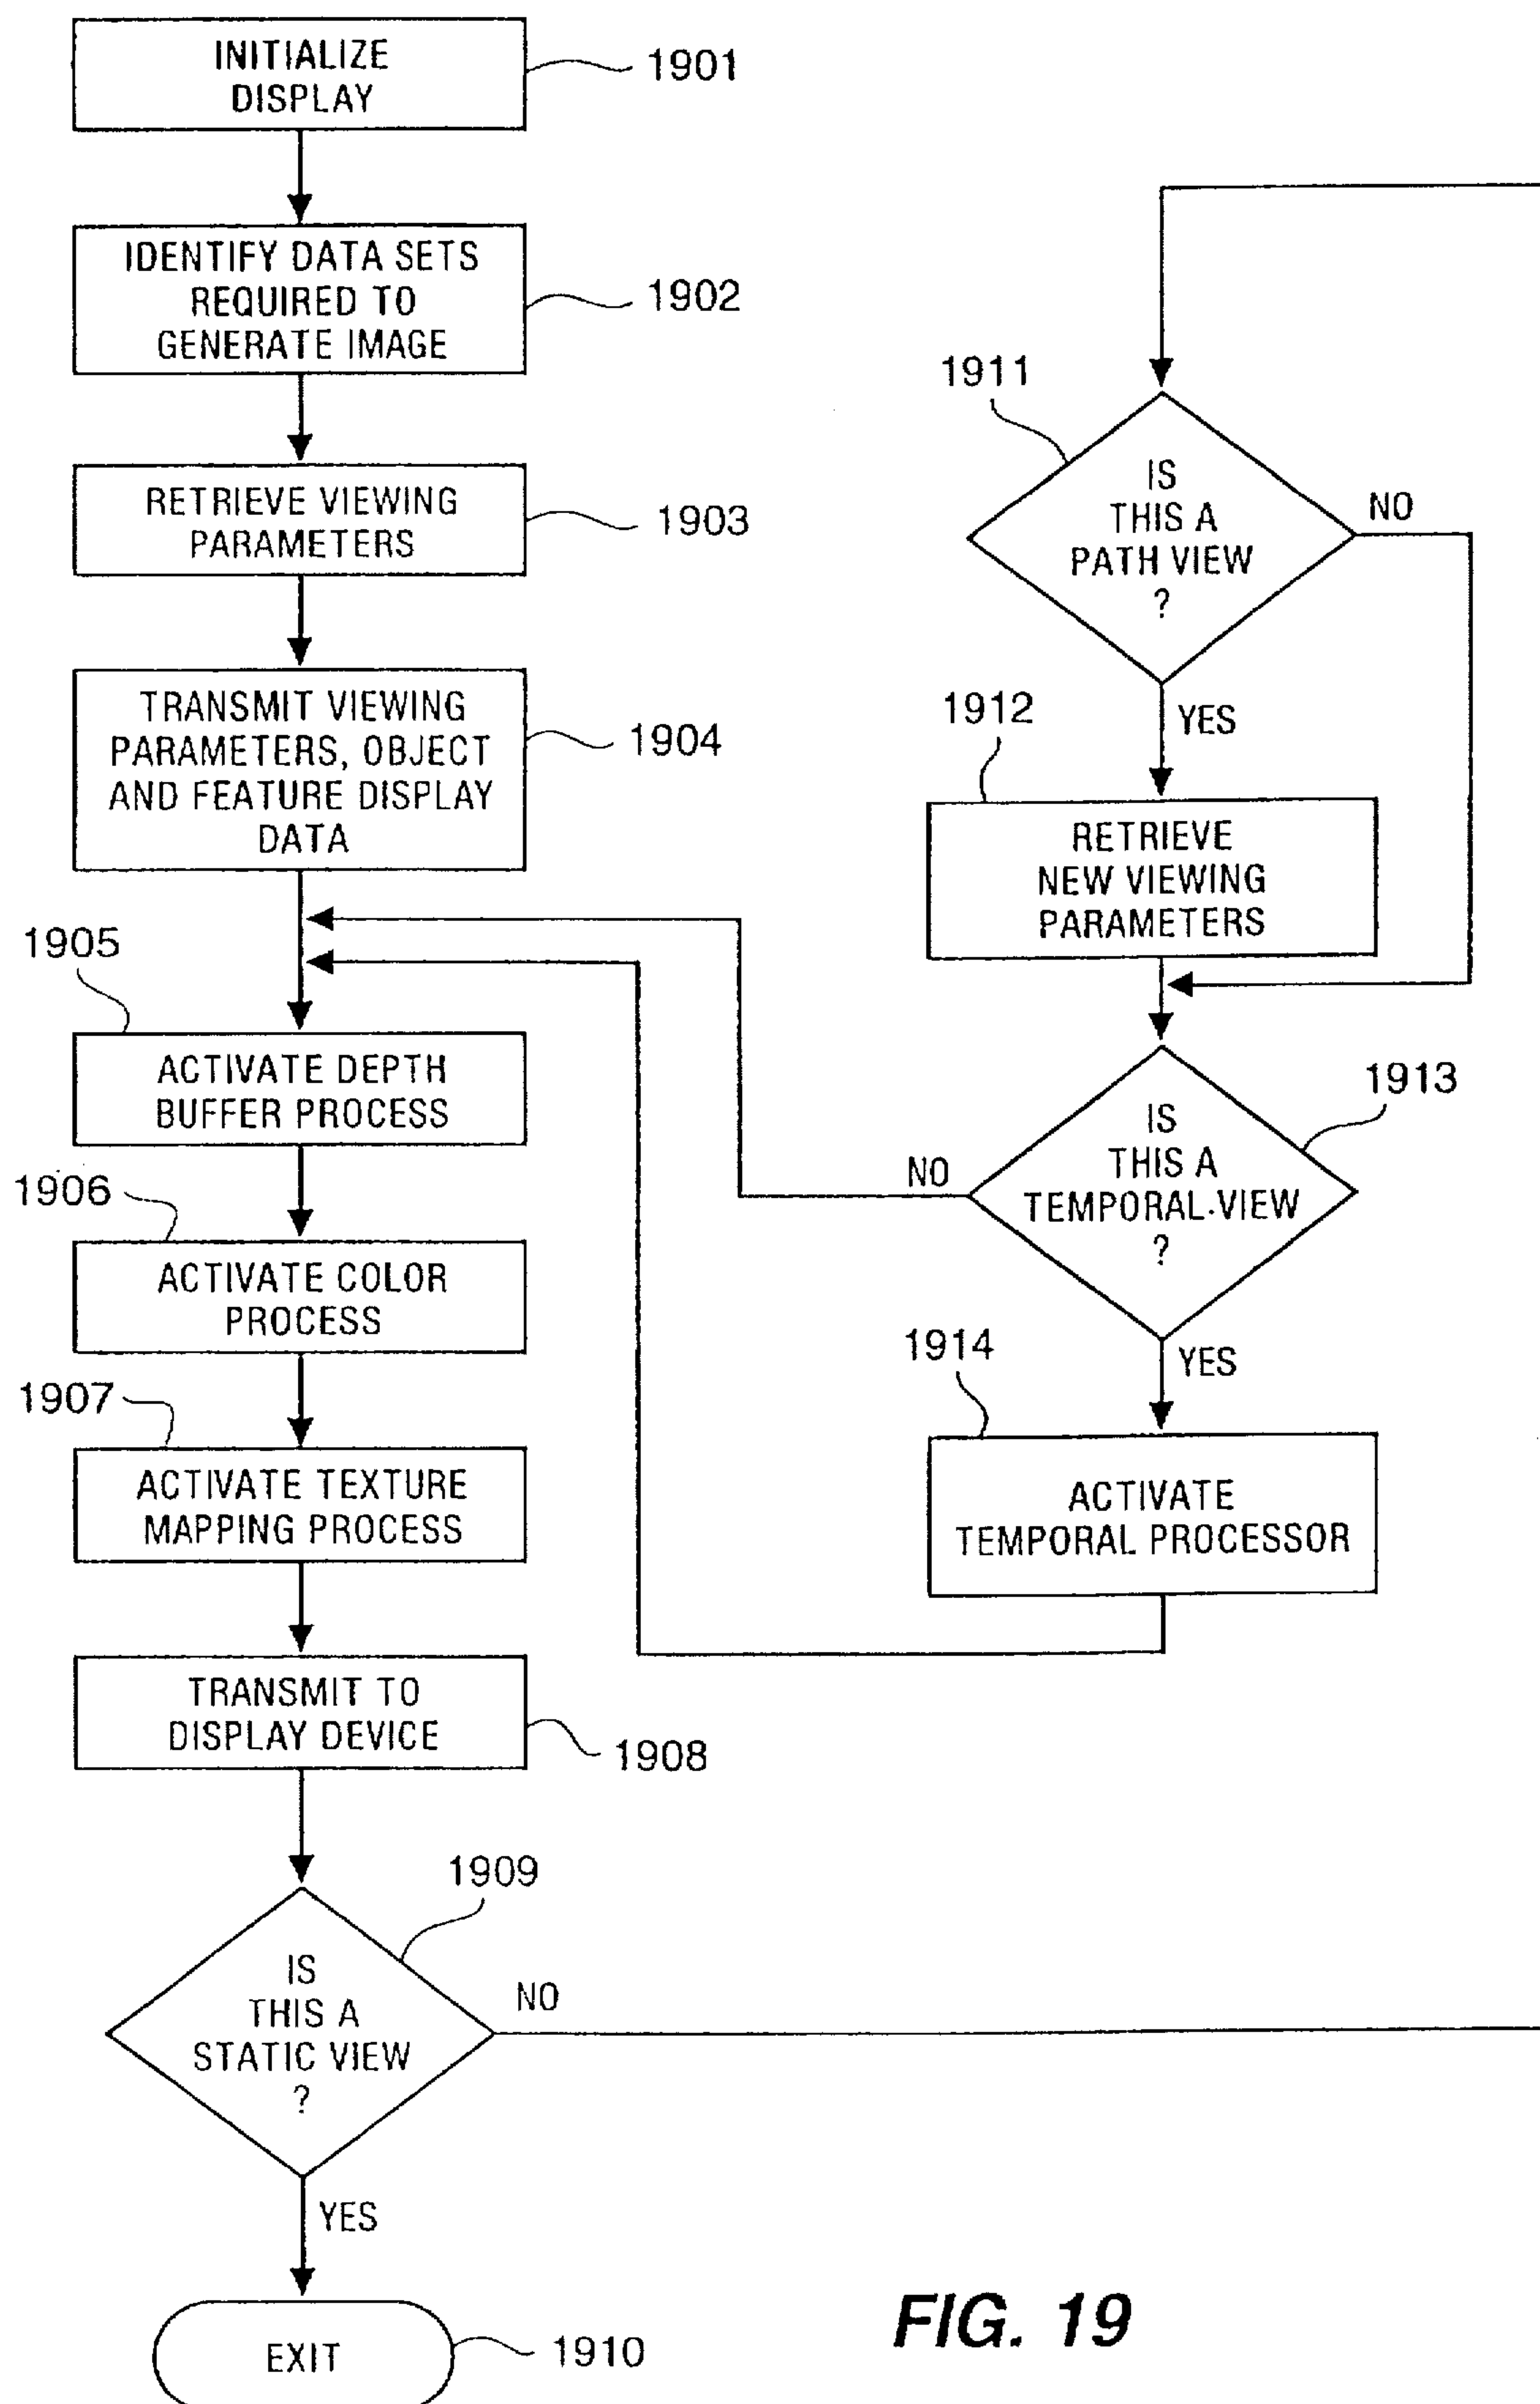 INITIALIZE
DISPLAY
1901
IDENTIFY DATA SETS
REQUIRED TO
GENERATE IMAGE
1902
RETRIEVE VIEWING
PARAMETERS
1903
TRANSMIT VIEWING
PARAMETERS, OBJECT
AND FEATURE DISPLAY
DATA
1904
1905
ACTIVATE DEPTH
BUFFER PROCESS
1906
ACTIVATE COLOR
PROCESS
1907
ACTIVATE TEXTURE
MAPPING PROCESS
TRANSMIT TO
DISPLAY DEVICE
1908
1909
IS
THIS A
STATIC VIEW
?
NO
YES
EXIT
1910
1911
IS
THIS A
PATH VIEW
?
NO
YES
1912
RETRIEVE
NEW VIEWING
PARAMETERS
1913
IS
THIS A
TEMPORAL VIEW
?
NO
YES
1914
ACTIVATE
TEMPORAL PROCESSOR
FIG. 19